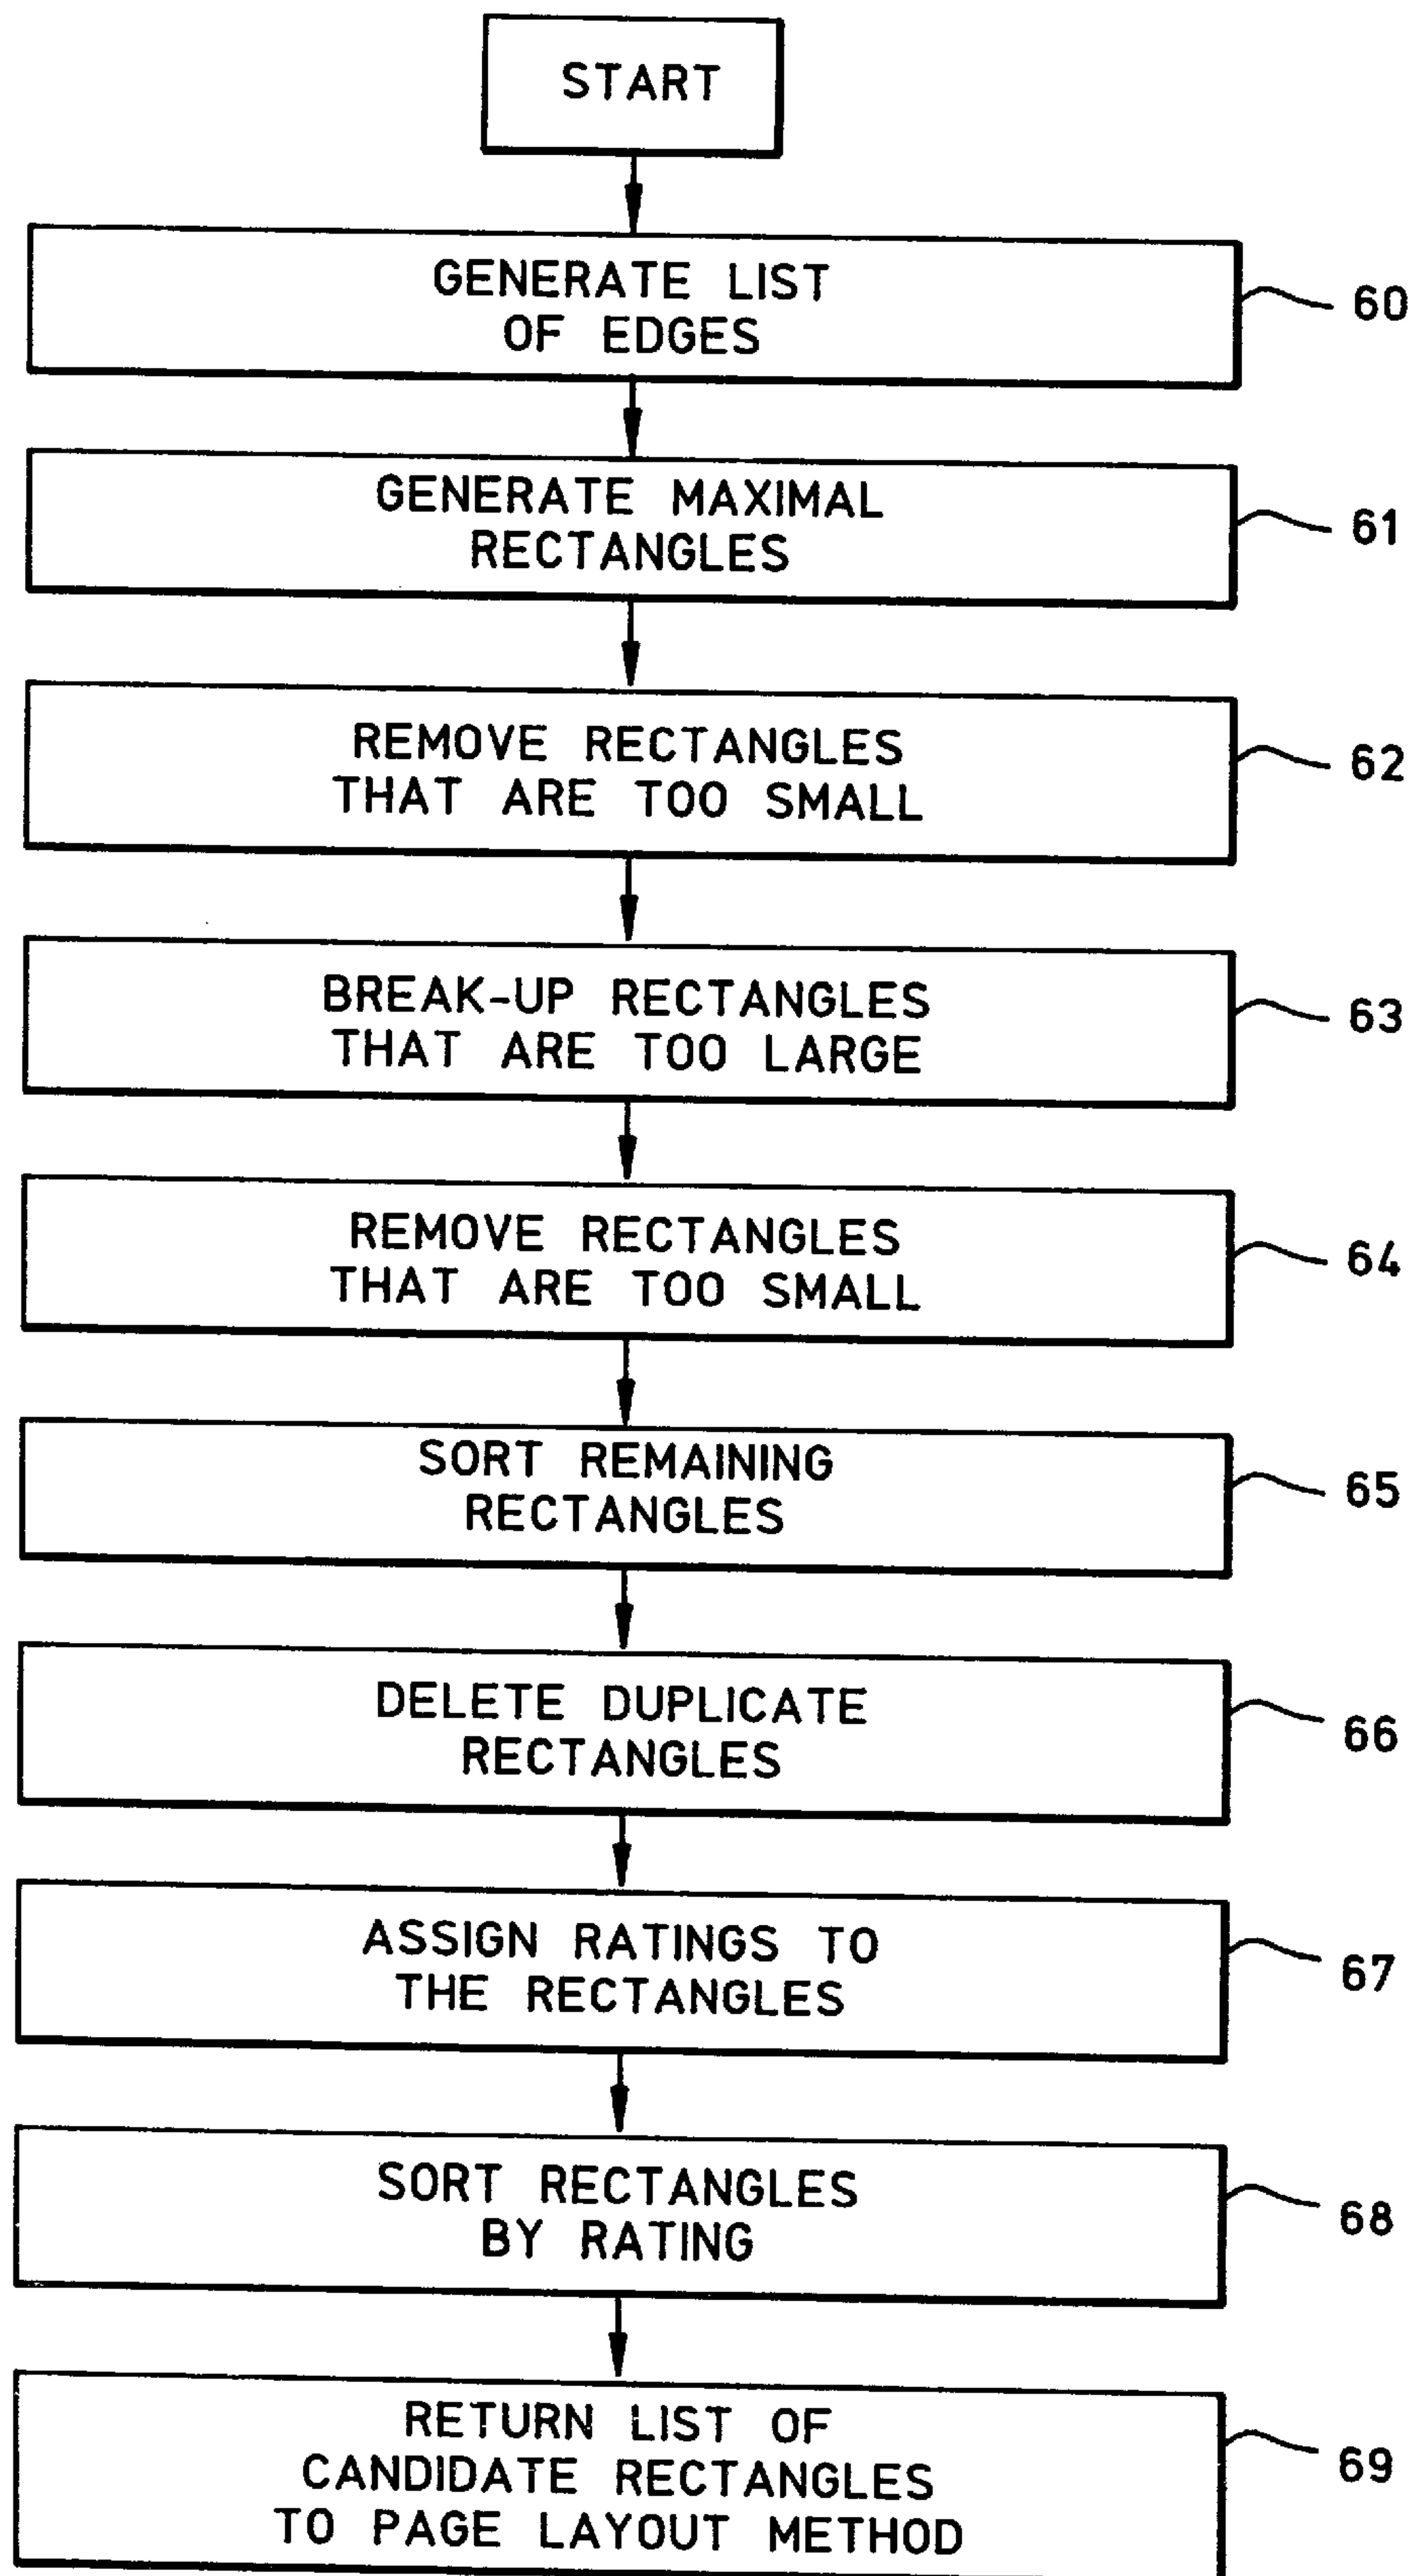 START
GENERATE LIST
OF EDGES
60
GENERATE MAXIMAL
RECTANGLES
61
REMOVE RECTANGLES
THAT ARE TOO SMALL
62
BREAK-UP RECTANGLES
THAT ARE TOO LARGE
63
REMOVE RECTANGLES
THAT ARE TOO SMALL
64
SORT REMAINING
RECTANGLES
65
DELETE DUPLICATE
RECTANGLES
66
ASSIGN RATINGS TO
THE RECTANGLES
67
SORT RECTANGLES
BY RATING
68
RETURN LIST OF
CANDIDATE RECTANGLES
TO PAGE LAYOUT METHOD
69